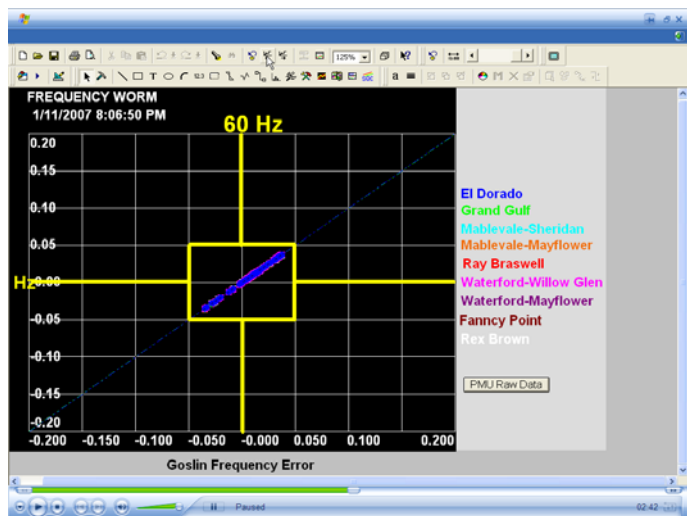 125%
a
SOC
FREQUENCY WORM
1/11/2007 8:06:50 PM
60 Hz
0.20
0.15
0.10
0.05
Hz 0.00
-0.05
-0.10
-0.15
-0.20
-0.200 -0.150 -0.100 -0.050 -0.000 0.050 0.100 0.200
Goslin Frequency Error
El Dorado
Grand Gulf
Mablevale-Sheridan
Mablevale-Mayflower
Ray Braswell
Waterford-Willow Glen
Waterford-Mayflower
Fanncy Point
Rex Brown
PMU Raw Data
Paused
02:42